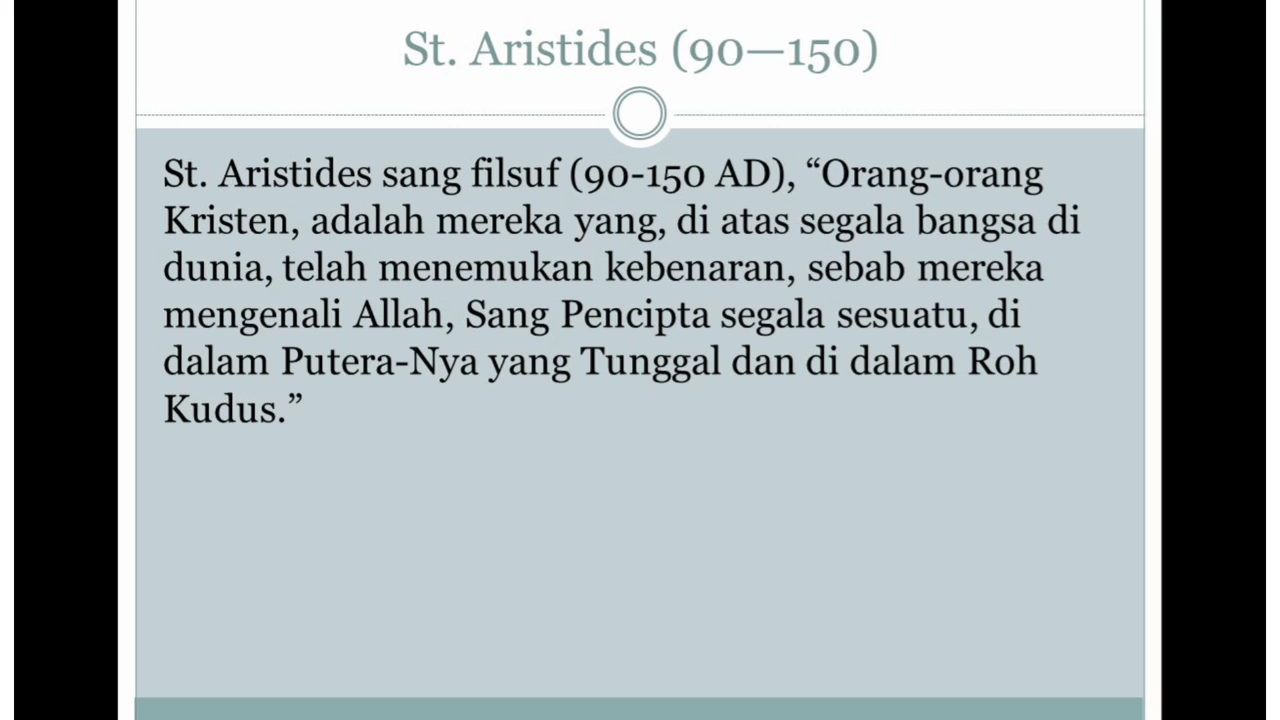 St. Aristides (90—150)
St. Aristides sang filsuf (90-150 AD), “Orang-orang
Kristen, adalah mereka yang, di atas segala bangsa di
dunia, telah menemukan kebenaran, sebab mereka
mengenali Allah, Sang Pencipta segala sesuatu, di
dalam Putera-Nya yang Tunggal dan di dalam Roh
Kudus.”